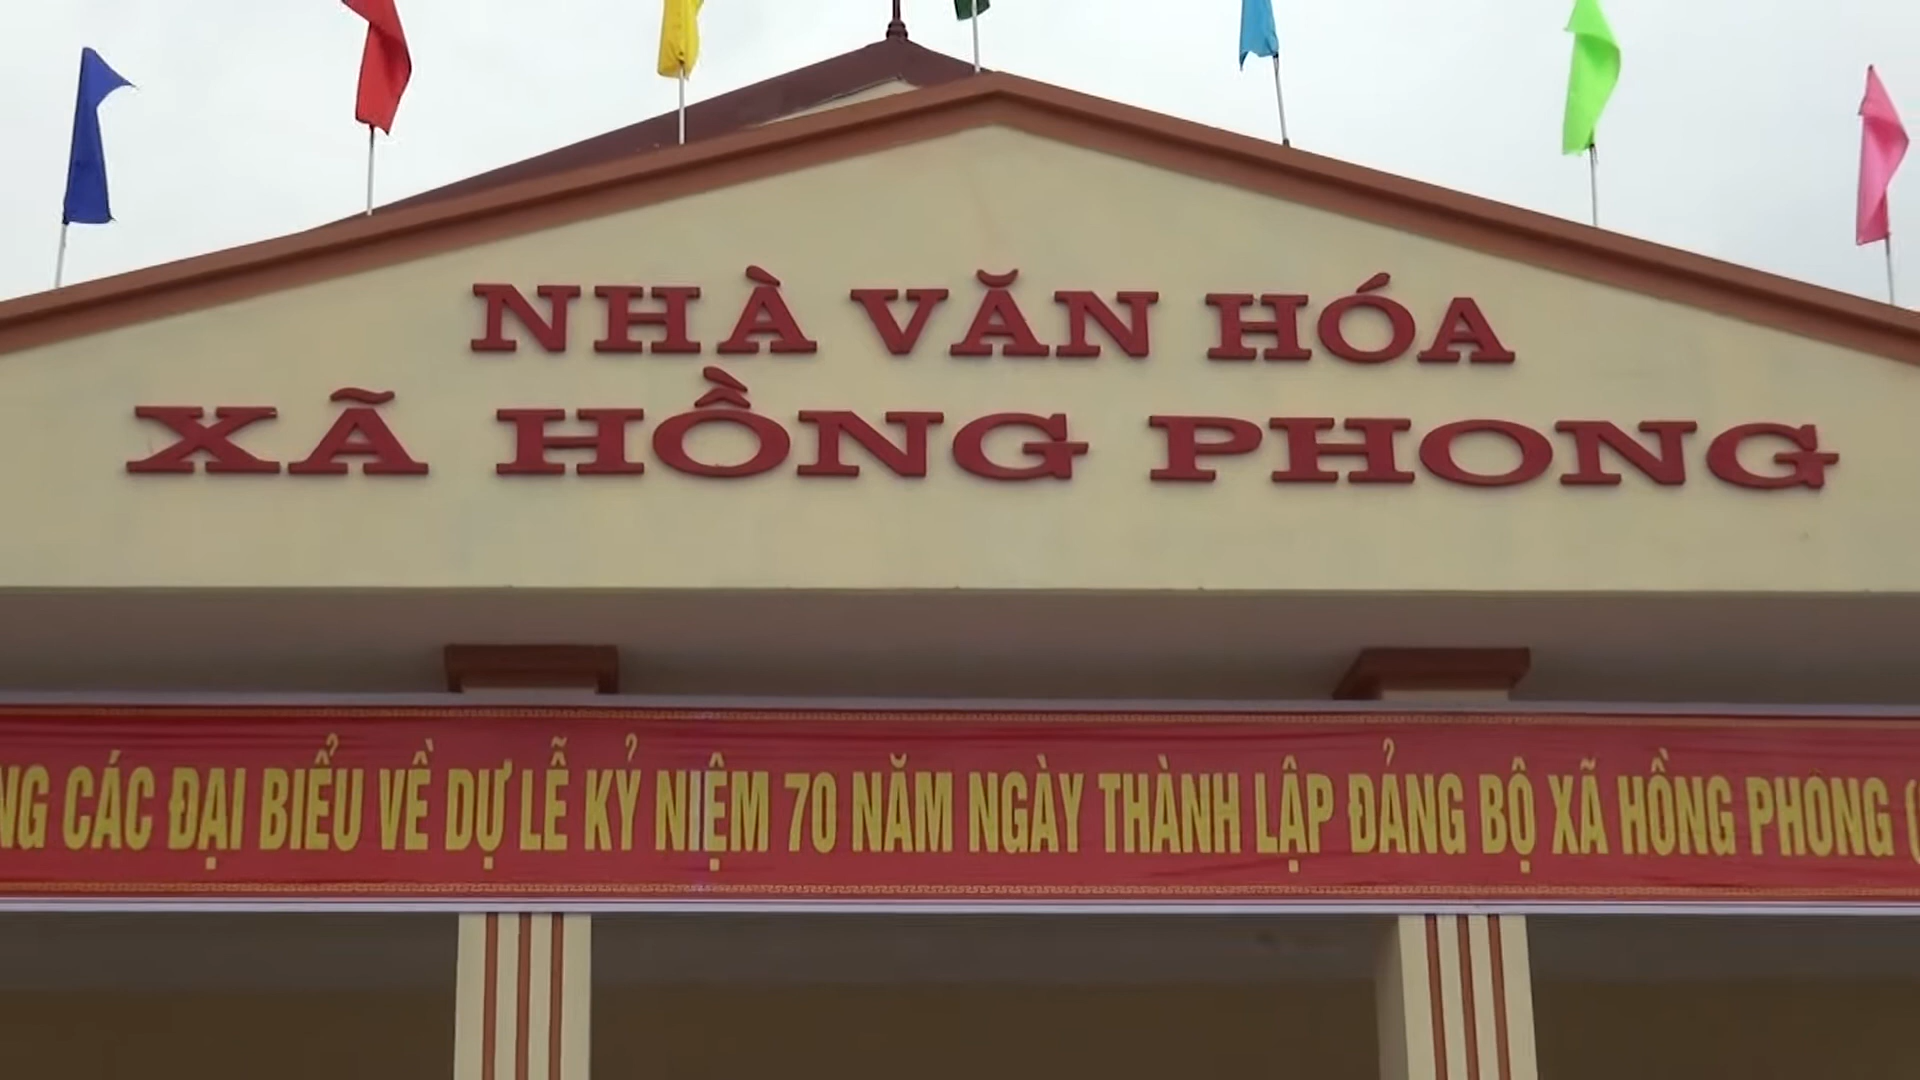 NHÀ VĂN HÓA
XÃ HỒNG PHONG
NG CÁC ĐẠI BIỂU VỀ DỰ LỄ KỶ NIỆM 70 NĂM NGÀY THÀNH LẬP ĐẢNG BỘ XÃ HỒNG PHONG (